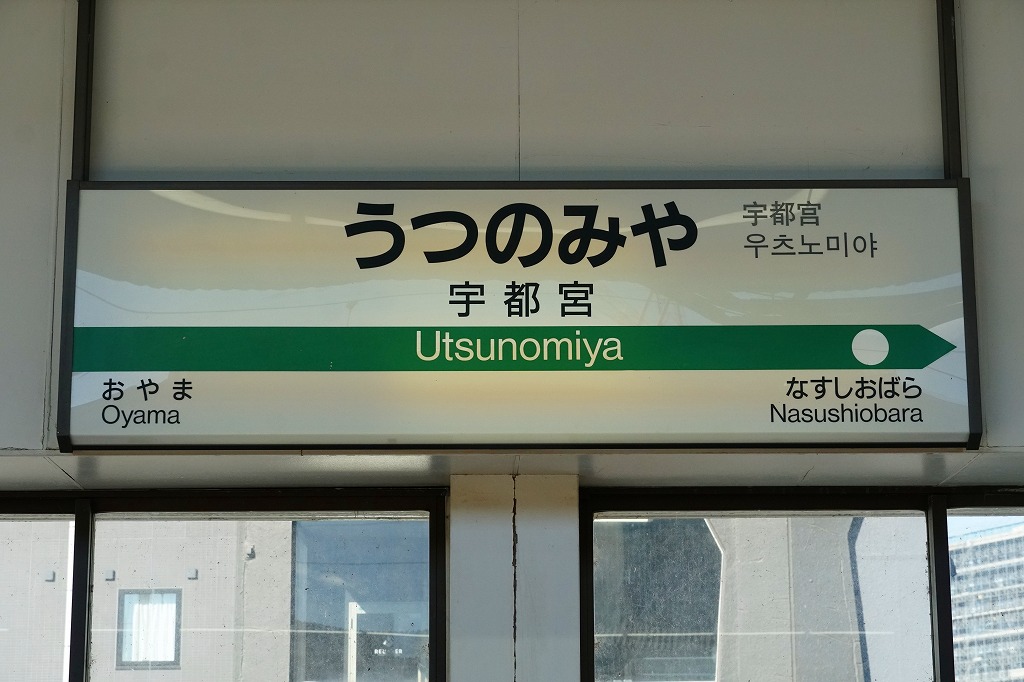 うつのみや
宇都宮
우츠노미야
宇都宮
Utsunomiya
おやま
Oyama
なすしおばら
Nasushiobara